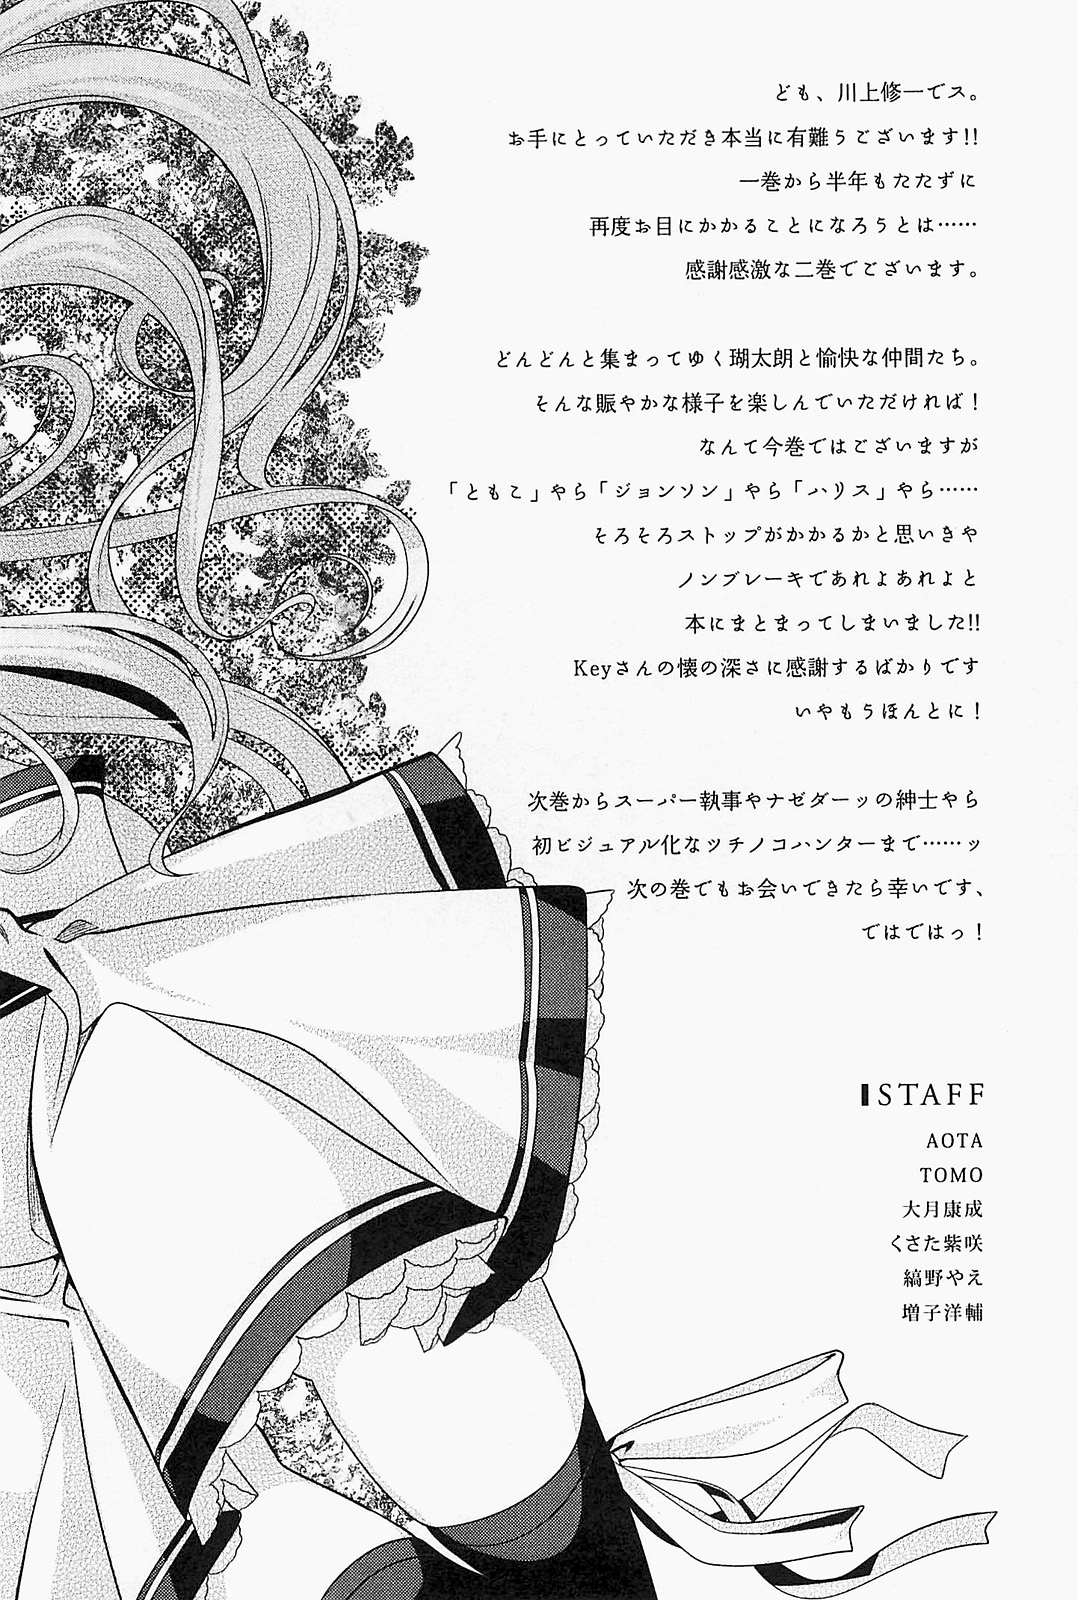 ども、川上修一でス。
お手にとっていただき本当に有難うございます!!
一巻から半年もたたずに
再度お目にかかることになろうとは……
感謝感激な二巻でございます。
どんどんと集まってゆく瑚太朗と愉快な仲間たち。
そんな賑やかな様子を楽しんでいただければ！
なんて今巻ではございますが
「ともこ」やら「ジョンソン」やら「ハリス」やら……
そろそろストップがかかるかと思いきや
ノンブレーキであれよあれよと
本にまとまってしまいました!!
Keyさんの懐の深さに感謝するばかりです
いやもうほんとに！
次巻からスーパー執事やナゼダーッの紳士やら
初ビジュアル化なツチノコハンターまで……ッ
次の巻でもお会いできたら幸いです、
ではではっ！
STAFF
AOTA
TOMO
大月康成
くさた紫咲
縞野やえ
増子洋輔